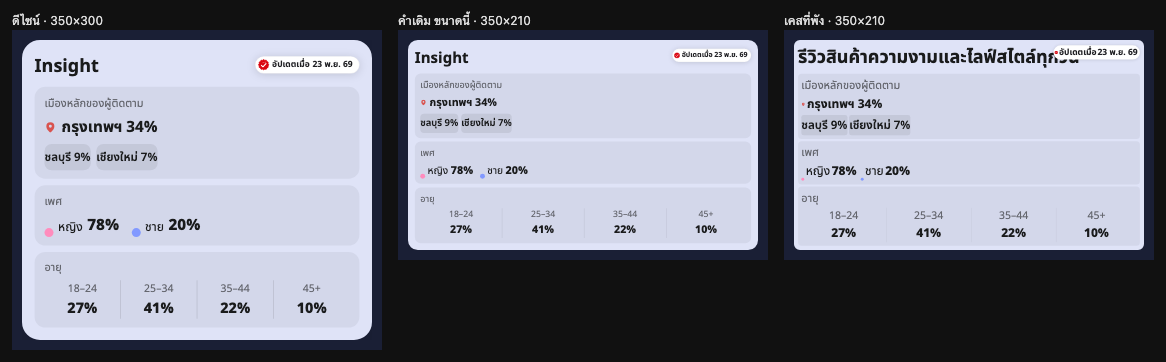 ดีไซน์ · 350×300
Insight
อัปเดตเมื่อ 23 พ.ย. 69
เมืองหลักของผู้ติดตาม
กรุงเทพฯ 34%
ชลบุรี 9% เชียงใหม่ 7%
เพศ
หญิง 78% ชาย 20%
อายุ
18–24 25–34 35–44 45+
27% 41% 22% 10%
คำเดิม ขนาดนี้ · 350×210
Insight
อัปเดตเมื่อ 23 พ.ย. 69
เมืองหลักของผู้ติดตาม
กรุงเทพฯ 34%
ชลบุรี 9% เชียงใหม่ 7%
เพศ
หญิง 78% ชาย 20%
อายุ
18–24 25–34 35–44 45+
27% 41% 22% 10%
เคสที่พัง · 350×210
รีวิวสินค้าความงามและไลฟ์สไตล์ทุกวัน
อัปเดตเมื่อ 23 พ.ย. 69
เมืองหลักของผู้ติดตาม
กรุงเทพฯ 34%
ชลบุรี 9% เชียงใหม่ 7%
เพศ
หญิง 78% ชาย 20%
อายุ
18–24 25–34 35–44 45+
27% 41% 22% 10%